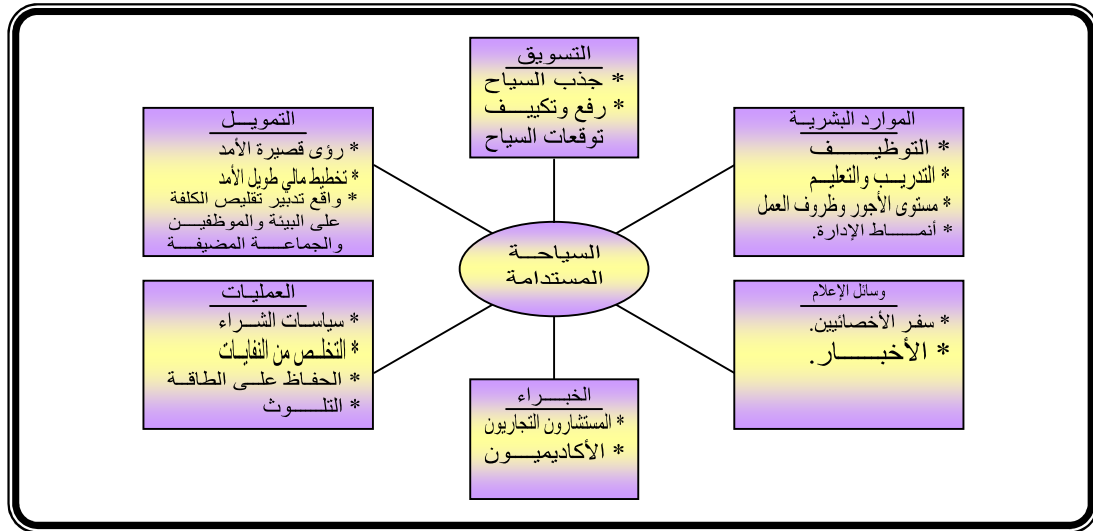 التسويق
* جذب السياح
* رفع وتكييف
توقعات السياح
الموارد البشرية
* التوظيف
* التدريب والتعليم
* مستوى الأجور وظروف العمل
* أنماط الإدارة.
التمويل
* رؤى قصيرة الأمد
* تخطيط مالي طويل الأمد
* واقع تدبير تقليص الكلفة
على البيئة والموظفين
والجماعة المضيفة
السياحة
المستدامة
وسائل الإعلام
* سفر الأخصائيين.
* الأخبار.
العمليات
* سياسات الشراء
* التخلص من النفايات
* الحفاظ على الطاقة
* التلوث
الخبراء
* المستشارون التجاريون
* الأكاديميون